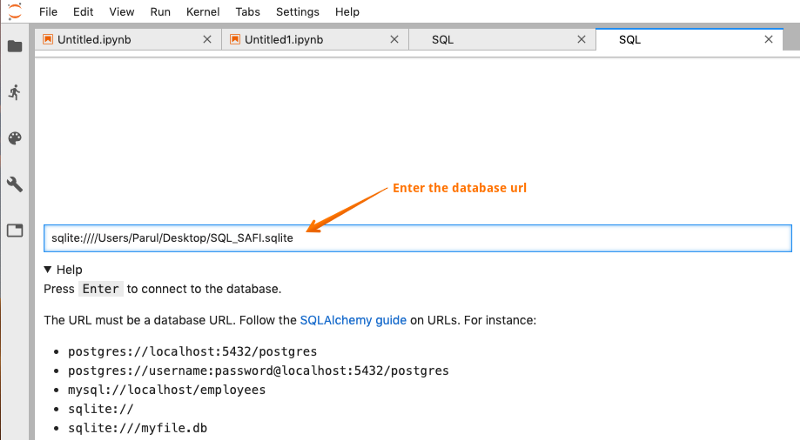 File Edit View Run Kernel Tabs Settings Help
Untitled.ipynb Untitled1.ipynb SQL SQL
Enter the database url
sqlite:////Users/Parul/Desktop/SQL_SAFI.sqlite
Help
Press Enter to connect to the database.
The URL must be a database URL. Follow the SQLAlchemy guide on URLs. For instance:
postgres://localhost:5432/postgres
postgres://username:password@localhost:5432/postgres
mysql://localhost/employees
sqlite://
sqlite:///myfile.db